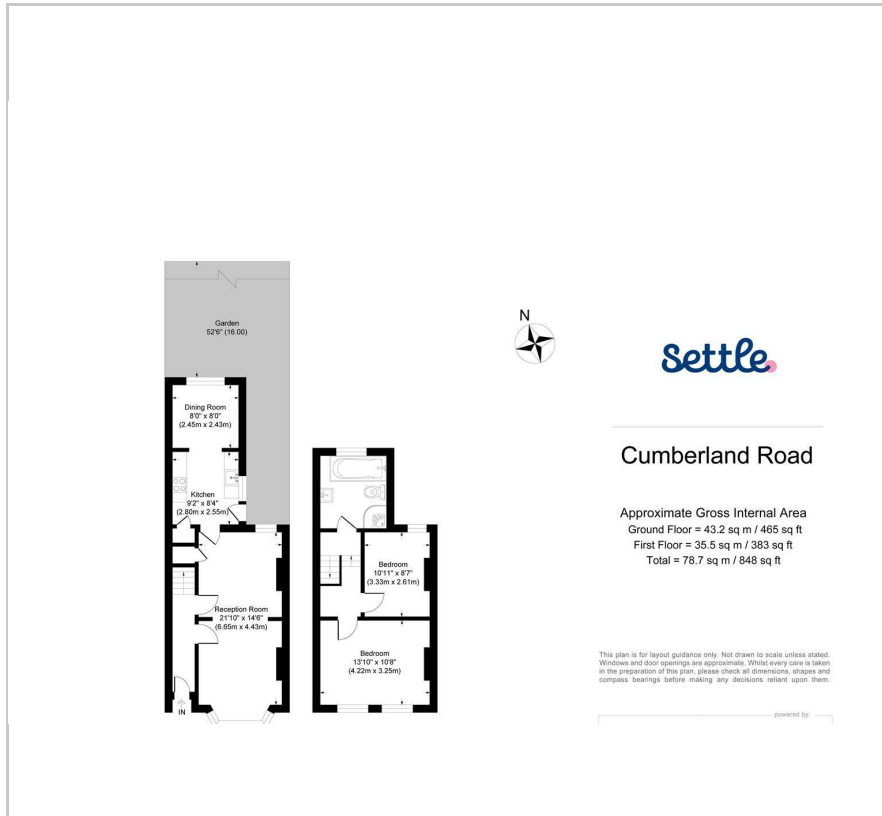 Garden
52'6" (16.00)
Dining Room
8'0" x 8'0"
(2.45m x 2.43m)
Kitchen
9'2" x 8'4"
(2.80m x 2.55m)
Reception Room
21'10" x 14'6"
(6.65m x 4.43m)
IN
Bedroom
10'11" x 8'7"
(3.33m x 2.61m)
Bedroom
13'10" x 10'8"
(4.22m x 3.25m)
N
settle.
Cumberland Road
Approximate Gross Internal Area
Ground Floor = 43.2 sq m / 465 sq ft
First Floor = 35.5 sq m / 383 sq ft
Total = 78.7 sq m / 848 sq ft
This plan is for layout guidance only. Not drawn to scale unless stated.
Windows and door openings are approximate. Whilst every care is taken
in the preparation of this plan, please check all dimensions, shapes and
compass bearings before making any decisions reliant upon them.
powered by: